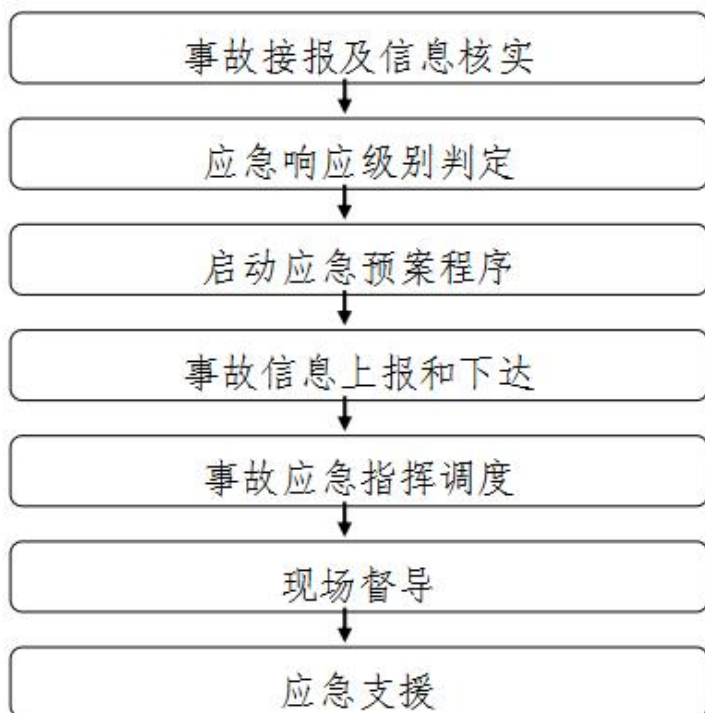 事故接报及信息核实
应急响应级别判定
启动应急预案程序
事故信息上报和下达
事故应急指挥调度
现场督导
应急支援